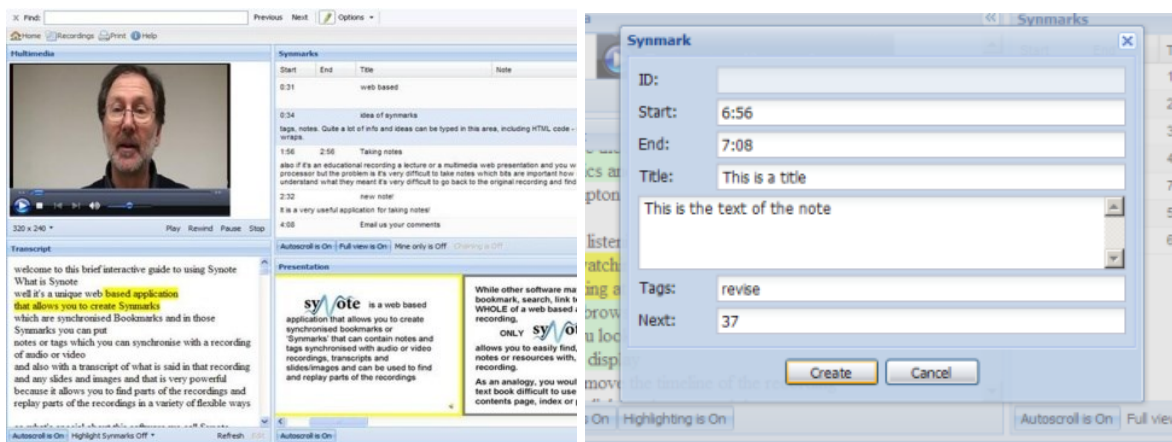 X Find: Previous Next Options
Home Recordings Print Help
Multimedia
320 x 240 Play Rewind Pause Stop
Transcript
welcome to this brief interactive guide to using Synote
What is Synote
well it's a unique web based application
that allows you to create Synmarks
which are synchronised Bookmarks and in those
Synmarks you can put
notes or tags which you can synchronise with a recording
of audio or video
and also with a transcript of what is said in that recording
and any slides and images and that is very powerful
because it allows you to find parts of the recordings and
replay parts of the recordings in a variety of flexible ways
Autoscroll is On Highlight Synmarks Off Refresh Edit
Synmarks
Start End Title Note
0:31 web based
0:34 idea of synmarks
tags, notes. Quite a lot of info and ideas can be typed in this area, including HTML code -
wraps.
1:56 2:56 Taking notes
also if it's an educational recording a lecture or a multimedia web presentation and you w
processor but the problem is it's very difficult to take notes which bits are important how
understand what they meant it's very difficult to go back to the original recording and find
2:32 new note!
It is a very useful application for taking notes!
4:08 Email us your comments
Autoscroll is On Full view is On Mine only is Off Chaining is Off
Presentation
syNote is a web based
application that allows you to create
synchronised bookmarks or
'Synmarks' that can contain notes and
tags synchronised with audio or video
recordings, transcripts and
slides/images and can be used to find
and replay parts of the recordings
While other software ma
bookmark, search, link t
WHOLE of a web based
recording,
ONLY syNo
allows you to easily find,
notes or resources with,
recording.
As an analogy, you woul
text book difficult to use
contents page, index or
Autoscroll is On
Synmarks
Synmark
ID:
Start: 6:56
End: 7:08
Title: This is a title
This is the text of the note
Tags: revise
Next: 37
Create Cancel
move the timeline of the
is On Highlighting is On
Autoscroll is On Full view